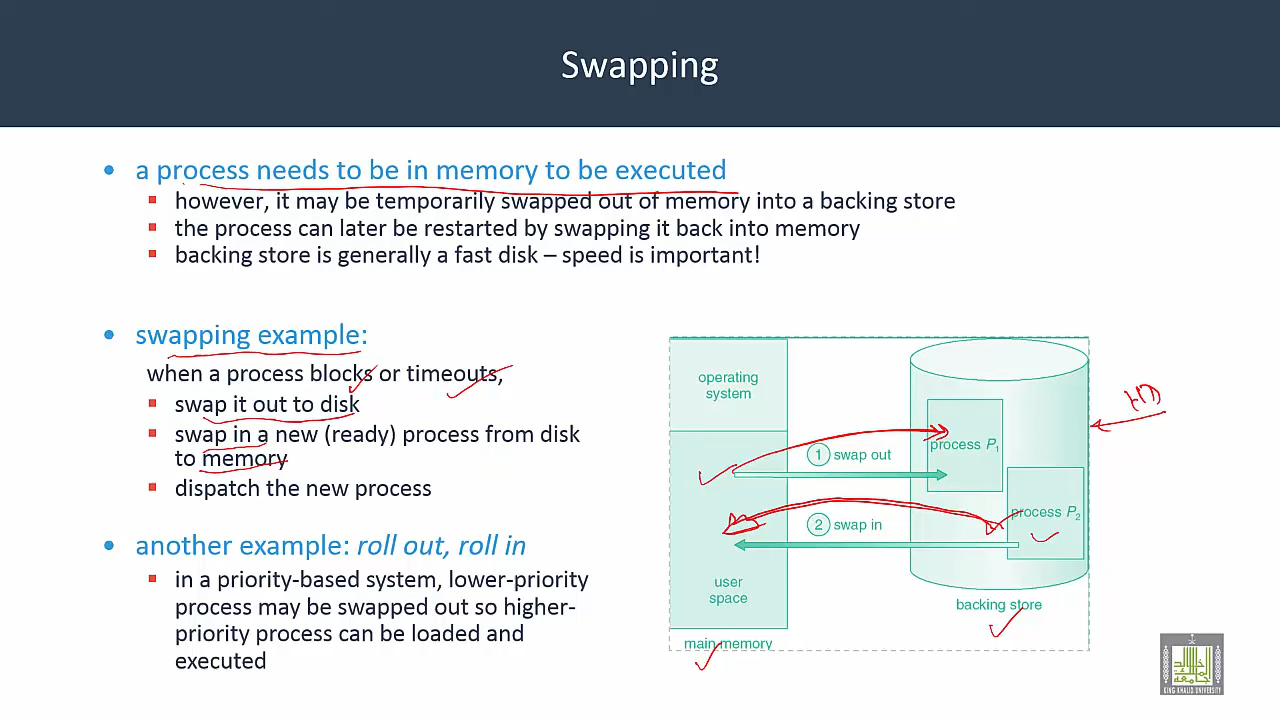 Swapping
• a process needs to be in memory to be executed
▪ however, it may be temporarily swapped out of memory into a backing store
▪ the process can later be restarted by swapping it back into memory
▪ backing store is generally a fast disk – speed is important!
• swapping example:
when a process blocks or timeouts,
▪ swap it out to disk
▪ swap in a new (ready) process from disk
to memory
▪ dispatch the new process
• another example: roll out, roll in
▪ in a priority-based system, lower-priority
process may be swapped out so higher-
priority process can be loaded and
executed
operating
system
HD
process P1
1 swap out
process P2
2 swap in
user
space
backing store
main memory
KING KHALID UNIVERSITY